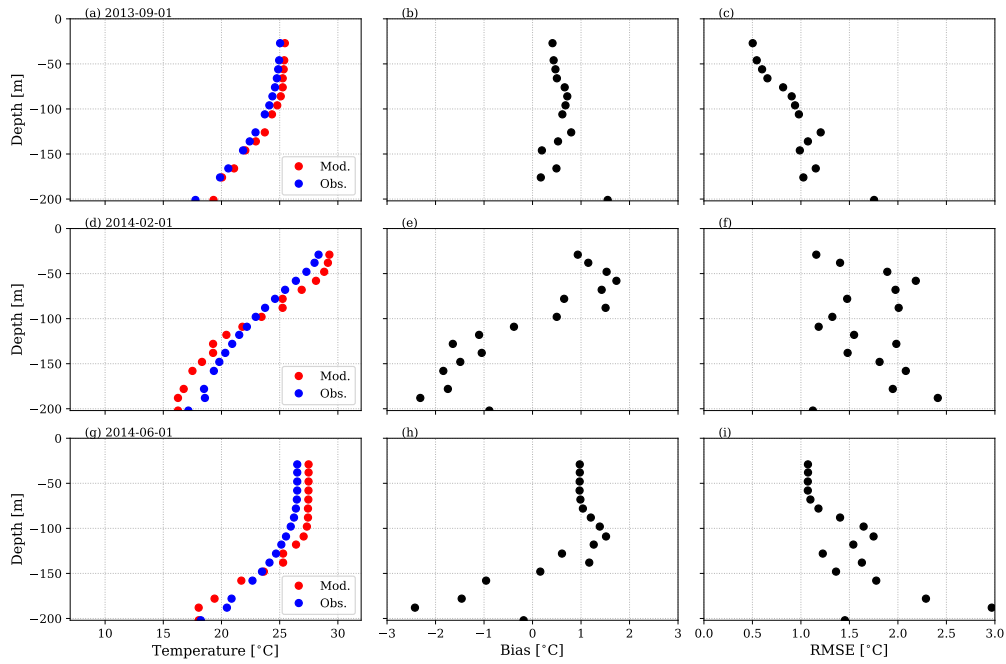 (a) 2013-09-01
(b)
(c)
0
−50
−100
−150
−200
Depth [m]
Mod.
Obs.
(d) 2014-02-01
(e)
(f)
0
−50
−100
−150
−200
Depth [m]
Mod.
Obs.
(g) 2014-06-01
(h)
(i)
0
−50
−100
−150
−200
Depth [m]
Mod.
Obs.
10 15 20 25 30
Temperature [°C]
−3 −2 −1 0 1 2 3
Bias [°C]
0.0 0.5 1.0 1.5 2.0 2.5 3.0
RMSE [°C]